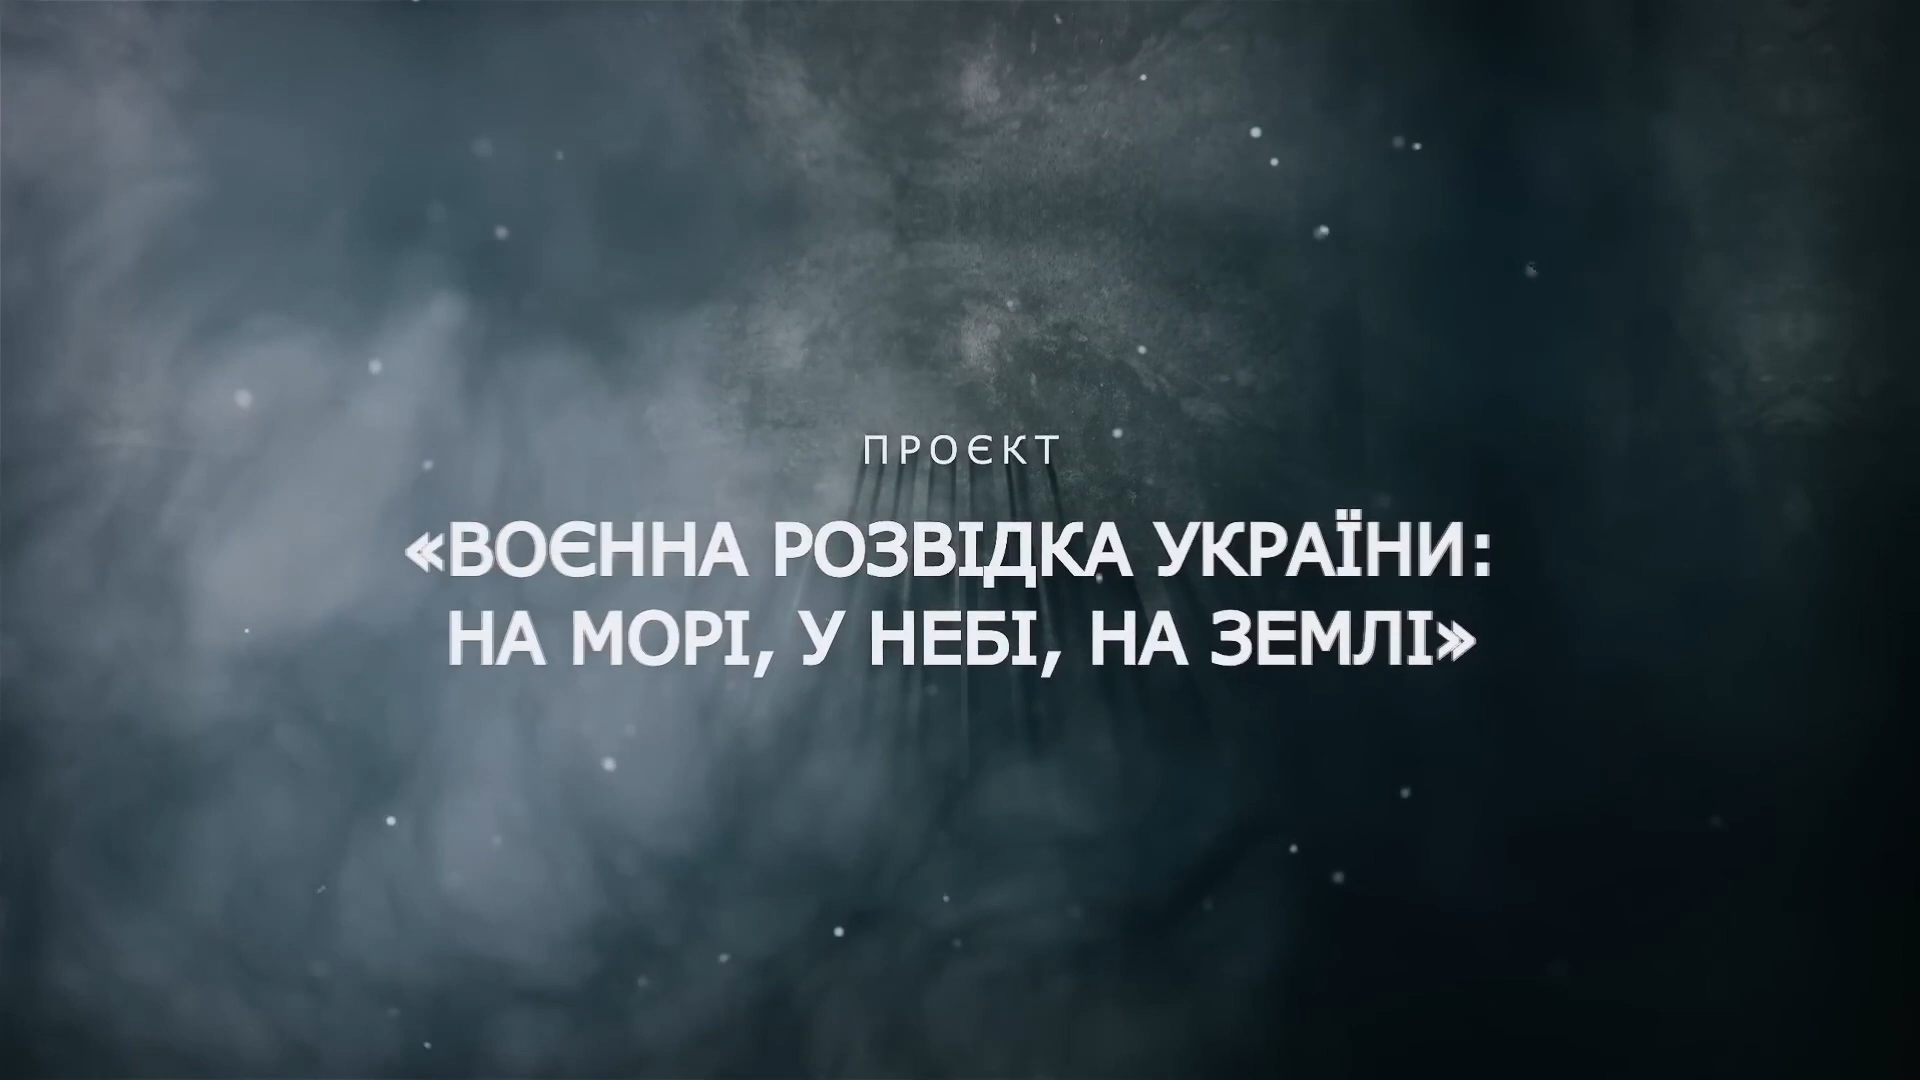 ПРОЄКТ
«ВОЄННА РОЗВІДКА УКРАЇНИ:
НА МОРІ, У НЕБІ, НА ЗЕМЛІ»